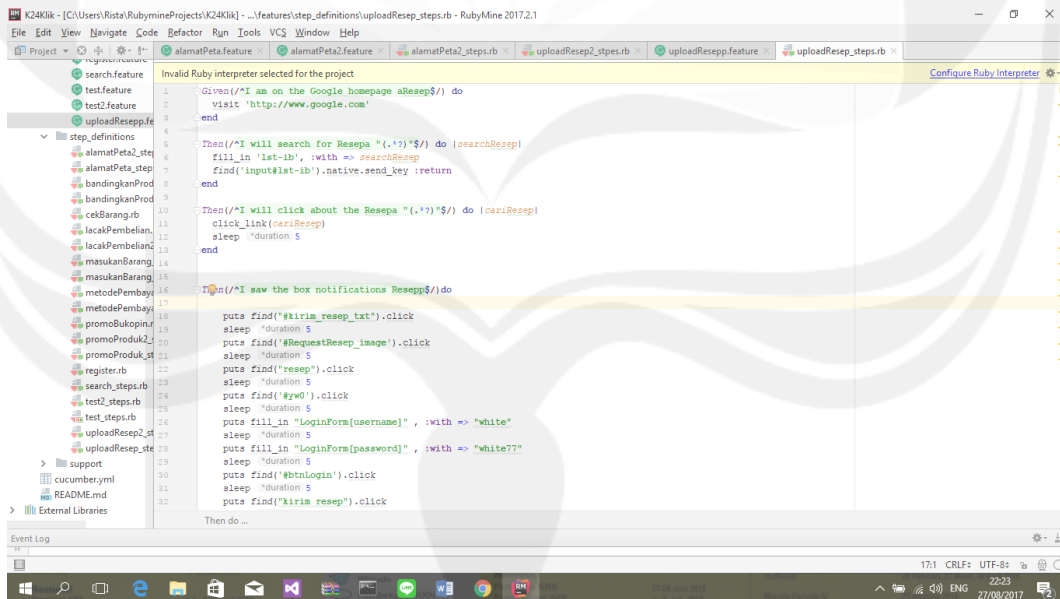 K24Klik - [C:\Users\Rista\RubymineProjects\K24Klik] - ...\features\step_definitions\uploadResep_steps.rb - RubyMine 2017.2.1
File Edit View Navigate Code Refactor Run Tools VCS Window Help
Project alamatPeta.feature alamatPeta2.feature alamatPeta2_steps.rb uploadResep2_stpes.rb uploadResepp.feature uploadResep_steps.rb
Invalid Ruby interpreter selected for the project Configure Ruby Interpreter
register.feature
search.feature
test.feature
test2.feature
uploadResepp.fe
step_definitions
alamatPeta2_ste
alamatPeta_step
bandingkanProd
bandingkanProd
cekBarang.rb
lacakPembelian.
lacakPembelian2
masukanBarang_
masukanBarang_
metodePembaya
metodePembaya
promoBukopin.r
promoProduk2_s
promoProduk_st
register.rb
search_steps.rb
test2_steps.rb
test_steps.rb
uploadResep2_st
uploadResep_ste
support
cucumber.yml
README.md
External Libraries
1 Given(/^I am on the Google homepage aResep$/) do
2 visit 'http://www.google.com'
3 end
4
5 Then(/^I will search for Resepa "(.*?)"$/) do |searchResep|
6 fill_in 'lst-ib', :with => searchResep
7 find('input#lst-ib').native.send_key :return
8 end
9
10 Then(/^I will click about the Resepa "(.*?)"$/) do |cariResep|
11 click_link(cariResep)
12 sleep *duration 5
13 end
14
15
16 Then(/^I saw the box notifications Resepp$/)do
17
18 puts find("#kirim_resep_txt").click
19 sleep *duration 5
20 puts find('#RequestResep_image').click
21 sleep *duration 5
22 puts find("resep").click
23 sleep *duration 5
24 puts find('#yw0').click
25 sleep *duration 5
26 puts fill_in "LoginForm[username]" , :with => "white"
27 sleep *duration 5
28 puts fill_in "LoginForm[password]" , :with => "white77"
29 sleep *duration 5
30 puts find('#btnLogin').click
31 sleep *duration 5
32 puts find("kirim resep").click
Then do ...
Event Log
17:1 CRLF÷ UTF-8÷
ENG 22:23
27/08/2017